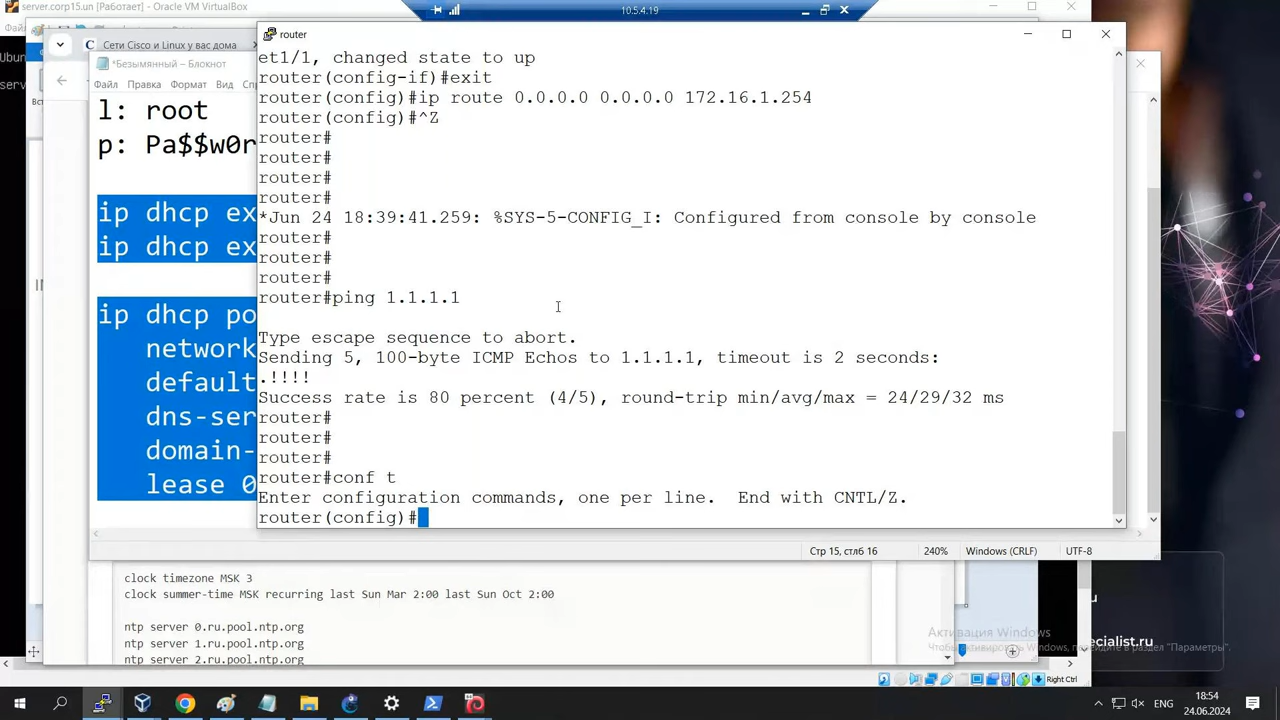 server.corp15.un [Работает] - Oracle VM VirtualBox
10.5.4.19
router
Сети Cisco и Linux у вас дома
*Безымянный – Блокнот
Файл Правка Формат
l: root
p: Pa$$w0r
ip dhcp ex
ip dhcp ex
ip dhcp po
network
default
dns-ser
domain-
lease 0
et1/1, changed state to up
router(config-if)#exit
router(config)#ip route 0.0.0.0 0.0.0.0 172.16.1.254
router(config)#^Z
router#
router#
router#
router#
*Jun 24 18:39:41.259: %SYS-5-CONFIG_I: Configured from console by console
router#
router#
router#
router#ping 1.1.1.1
Type escape sequence to abort.
Sending 5, 100-byte ICMP Echos to 1.1.1.1, timeout is 2 seconds:
.!!!!
Success rate is 80 percent (4/5), round-trip min/avg/max = 24/29/32 ms
router#
router#
router#
router#conf t
Enter configuration commands, one per line.  End with CNTL/Z.
router(config)#
Стр 15, стлб 16 240% Windows (CRLF) UTF-8
clock timezone MSK 3
clock summer-time MSK recurring last Sun Mar 2:00 last Sun Oct 2:00
ntp server 0.ru.pool.ntp.org
ntp server 1.ru.pool.ntp.org
ntp server 2.ru.pool.ntp.org
Активация Windows
Чтобы активировать Windows, перейдите в раздел "Параметры".
ecialist.ru
Right Ctrl
ENG
18:54
24.06.2024